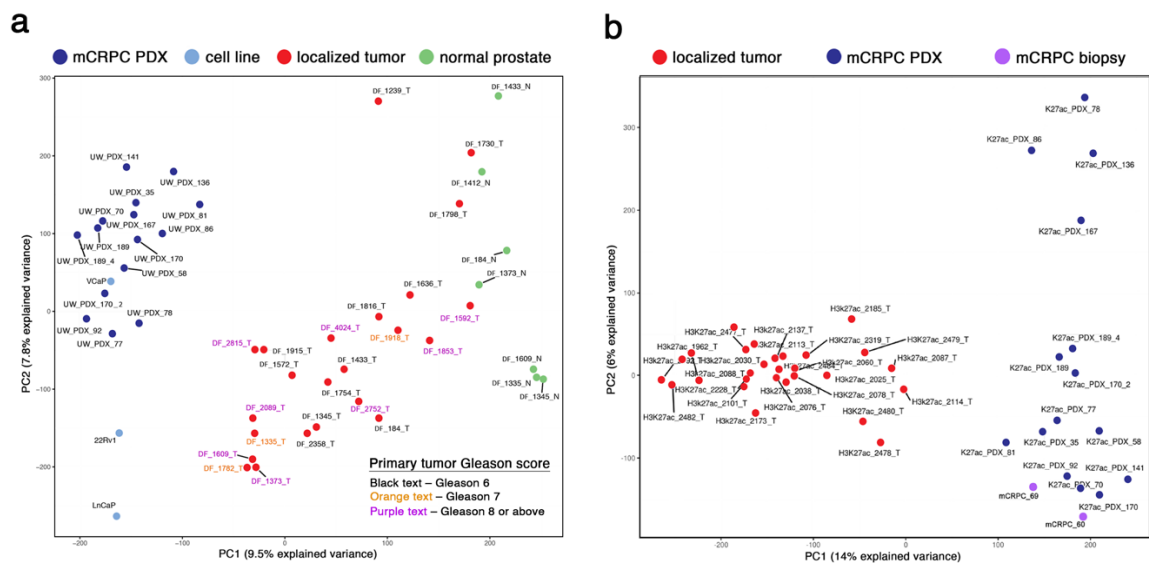 a
mCRPC PDX
cell line
localized tumor
normal prostate
PC2 (7.8% explained variance)
300
200
100
0
-100
-200
DF_1433_N
DF_1239_T
DF_1730_T
UW_PDX_141
UW_PDX_136
DF_1412_N
UW_PDX_35
UW_PDX_70
UW_PDX_81
DF_1798_T
UW_PDX_167
UW_PDX_86
UW_PDX_189
UW_PDX_170
DF_184_N
UW_PDX_189_4
UW_PDX_58
DF_1373_N
VCaP
DF_1636_T
UW_PDX_170_2
DF_1816_T
UW_PDX_78
DF_1592_T
UW_PDX_92
DF_4024_T
DF_1918_T
UW_PDX_77
DF_2815_T
DF_1853_T
DF_1915_T
DF_1572_T
DF_1433_T
DF_1609_N
DF_1754_T
DF_1335_N
DF_1345_N
DF_2089_T
DF_2752_T
DF_1345_T
DF_184_T
22Rv1
DF_1335_T
DF_2358_T
DF_1609_T
DF_1782_T
DF_1373_T
LnCaP
Primary tumor Gleason score
Black text – Gleason 6
Orange text – Gleason 7
Purple text – Gleason 8 or above
-200
-100
0
100
200
PC1 (9.5% explained variance)
b
localized tumor
mCRPC PDX
mCRPC biopsy
PC2 (6% explained variance)
300
200
100
0
-100
K27ac_PDX_78
K27ac_PDX_86
K27ac_PDX_136
K27ac_PDX_167
H3k27ac_2185_T
H3K27ac_2477_T
H3k27ac_2137_T
H3k27ac_2479_T
H3k27ac_1962_T
H3k27ac_2319_T
K27ac_PDX_189_4
H3k27ac_2087_T
H3K27ac_2030_T
H3K27ac_2060_T
K27ac_PDX_189
H3K27ac_2088_T
H3K27ac_2025_T
K27ac_PDX_170_2
H3K27ac_2228_T
H3K27ac_2038_T
H3K27ac_2078_T
H3K27ac_2101_T
H3K27ac_2114_T
H3K27ac_2482_T
H3K27ac_2076_T
H3K27ac_2480_T
K27ac_PDX_77
H3k27ac_2173_T
K27ac_PDX_35
K27ac_PDX_58
H3K27ac_2478_T
K27ac_PDX_81
K27ac_PDX_92
K27ac_PDX_141
K27ac_PDX_70
mCRPC_69
K27ac_PDX_170
mCRPC_60
-200
-100
0
100
200
PC1 (14% explained variance)